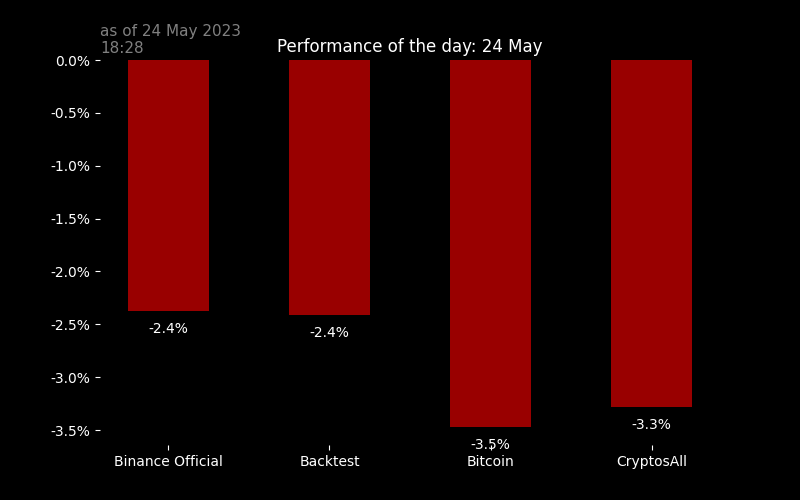 as of 24 May 2023
18:28
Performance of the day: 24 May
0.0%
-0.5%
-1.0%
-1.5%
-2.0%
-2.5%
-3.0%
-3.5%
-2.4%
-2.4%
-3.5%
-3.3%
Binance Official
Backtest
Bitcoin
CryptosAll